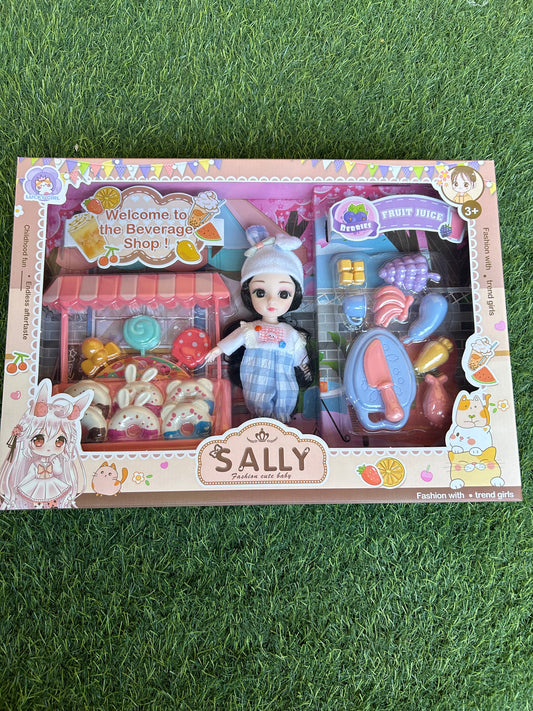 Welcome to
the Beverage
Shop !
FRUIT JUICE
BERRIES
3+
Childhood fun • Endless aftertaste
Fashion with • trend girls
SALLY
Fashion cute baby
Fashion with • trend girls